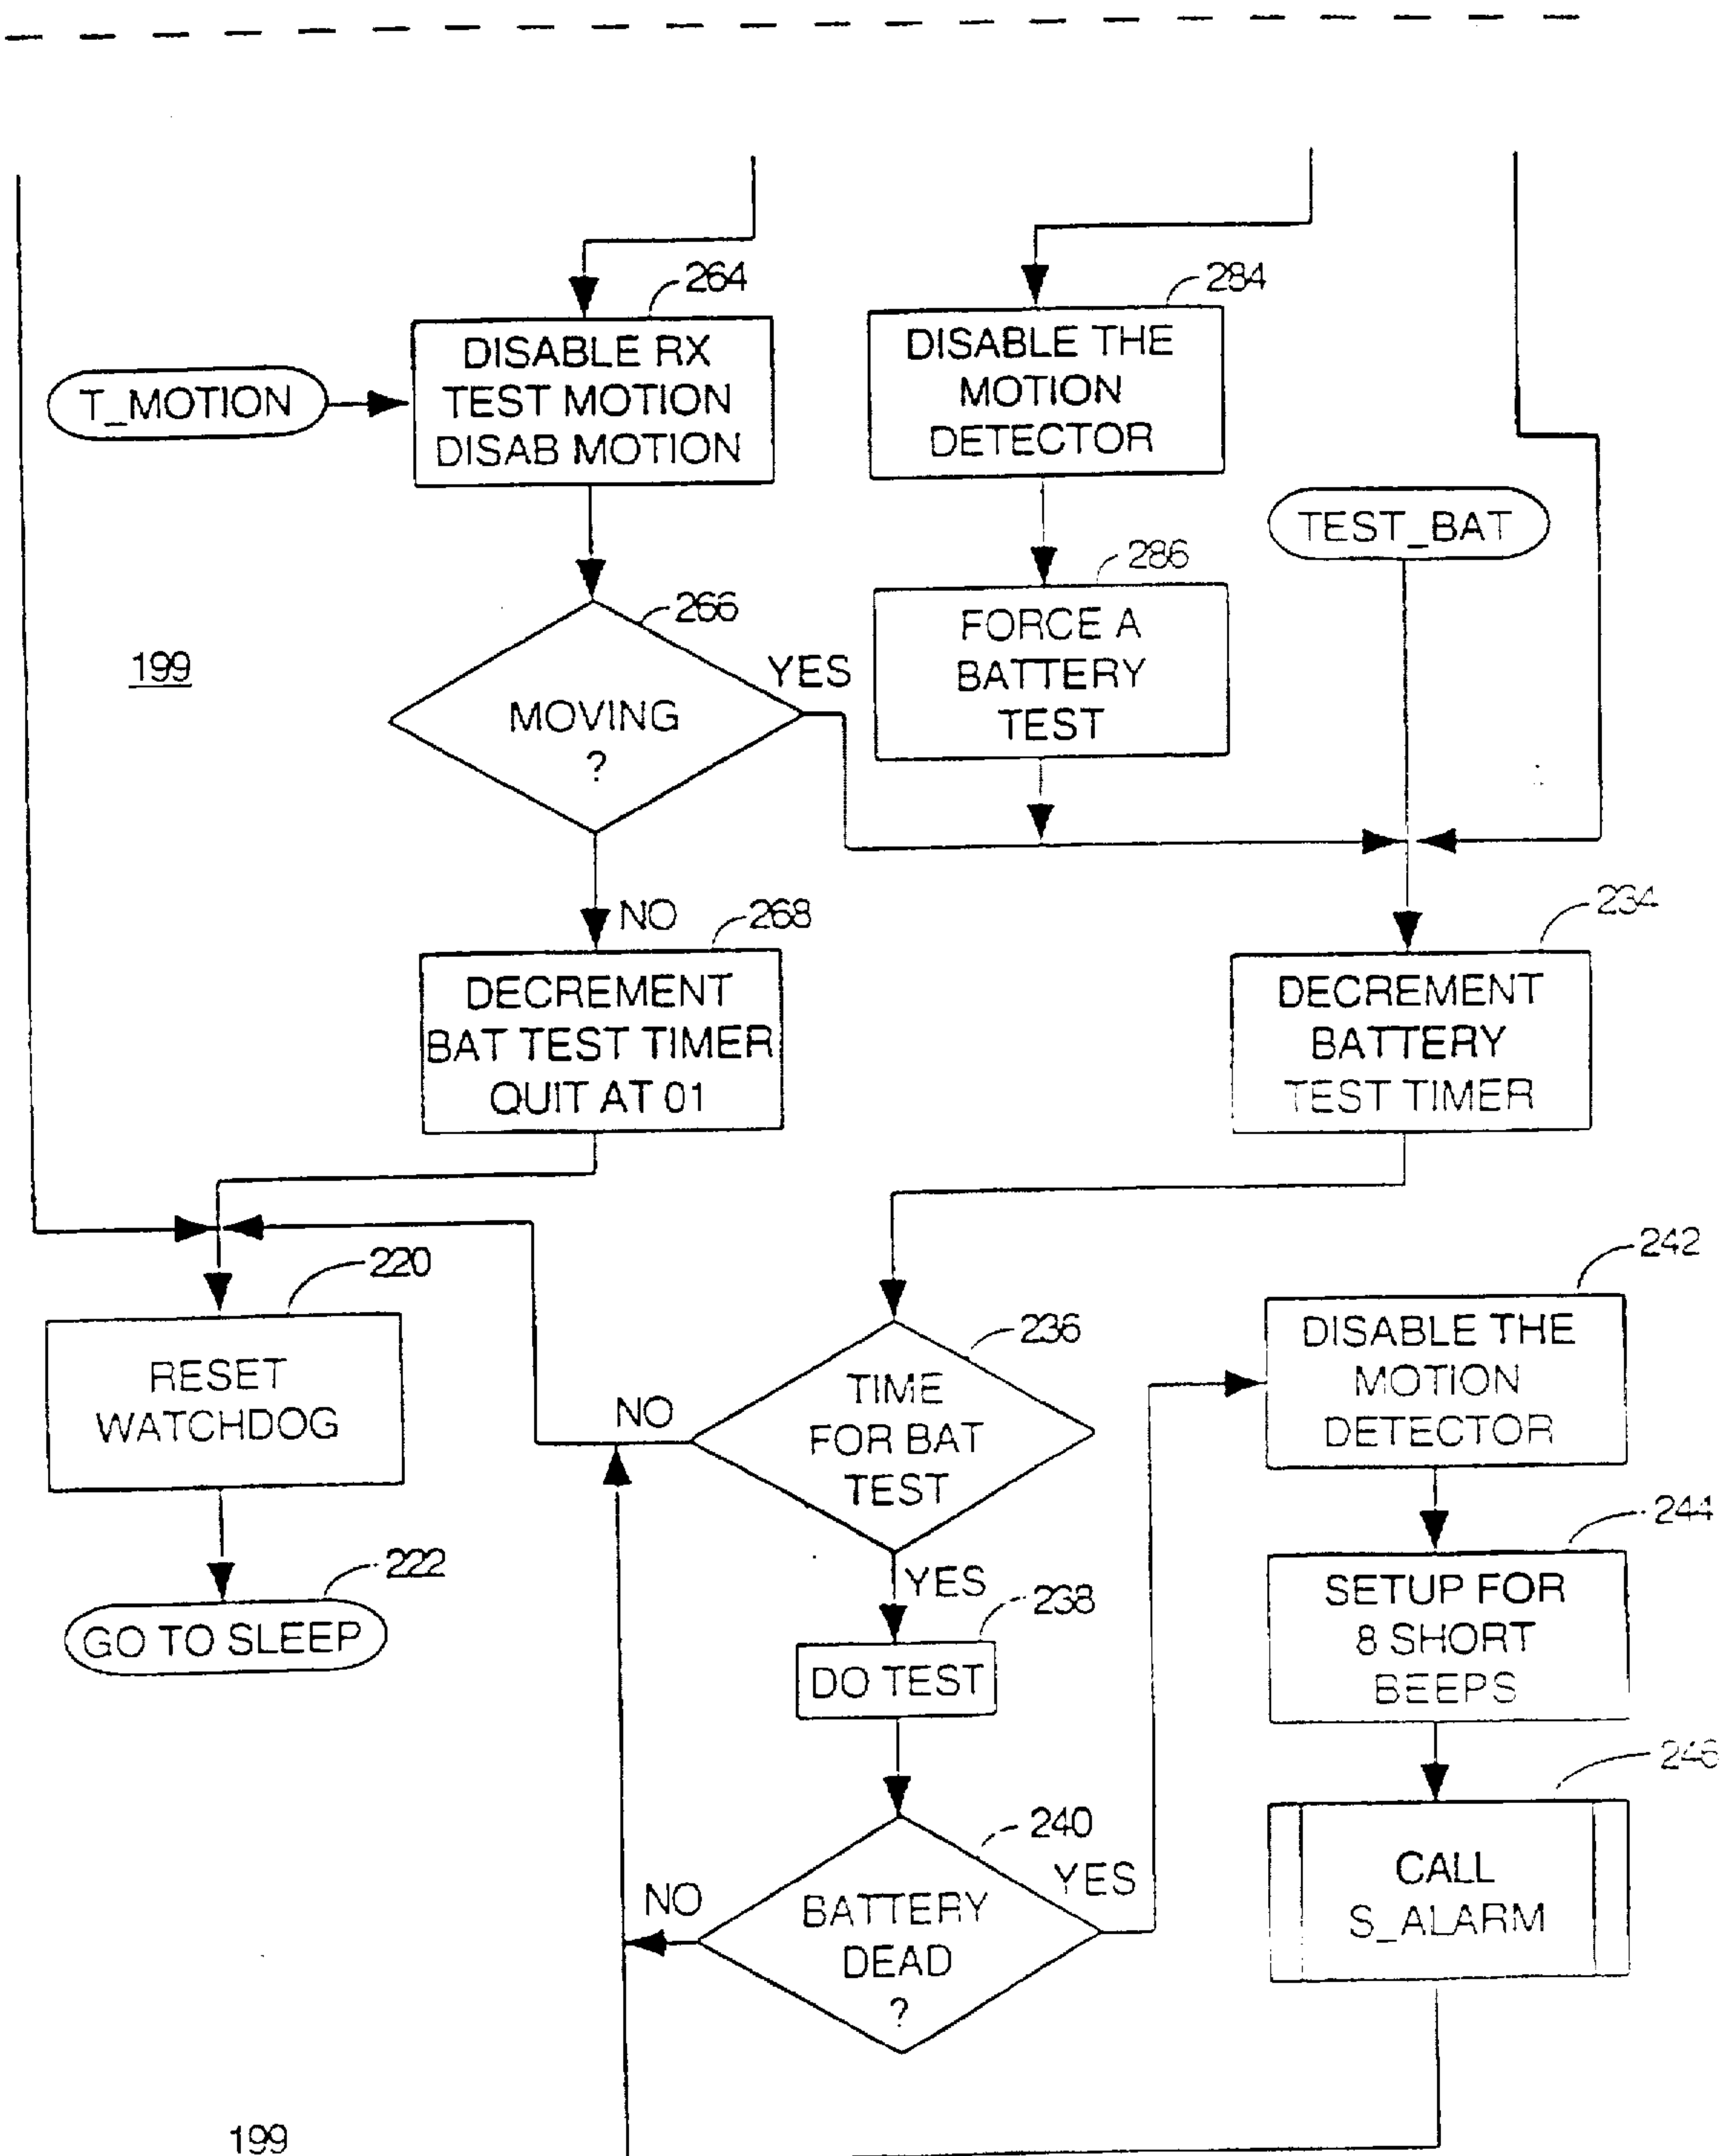 264
DISABLE RX
TEST MOTION
DISAB MOTION
T_MOTION
284
DISABLE THE
MOTION
DETECTOR
TEST_BAT
286
FORCE A
BATTERY
TEST
266
MOVING
?
YES
199
NO
268
DECREMENT
BAT TEST TIMER
QUIT AT 01
234
DECREMENT
BATTERY
TEST TIMER
220
RESET
WATCHDOG
222
GO TO SLEEP
236
TIME
FOR BAT
TEST
NO
YES
238
DO TEST
240
BATTERY
DEAD
?
NO
YES
242
DISABLE THE
MOTION
DETECTOR
244
SETUP FOR
8 SHORT
BEEPS
246
CALL
S_ALARM
199